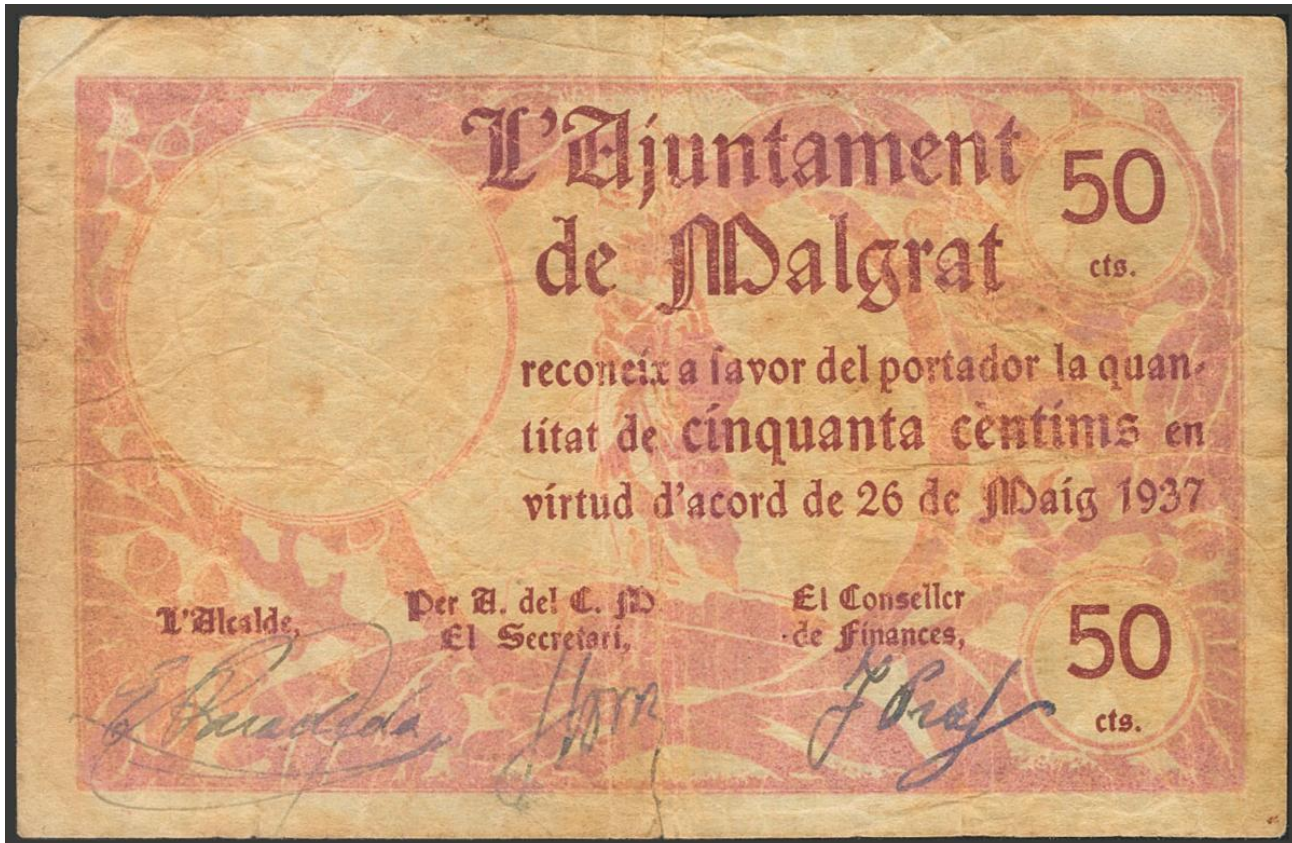 L'Ajuntament
de Malgrat
50
cts.
reconeix a favor del portador la quan-
titat de cinquanta cèntims en
virtud d'acord de 26 de Maig 1937
L'Alcalde,
Per A. del C. M.
El Secretari,
El Conseller
de Finances,
50
cts.